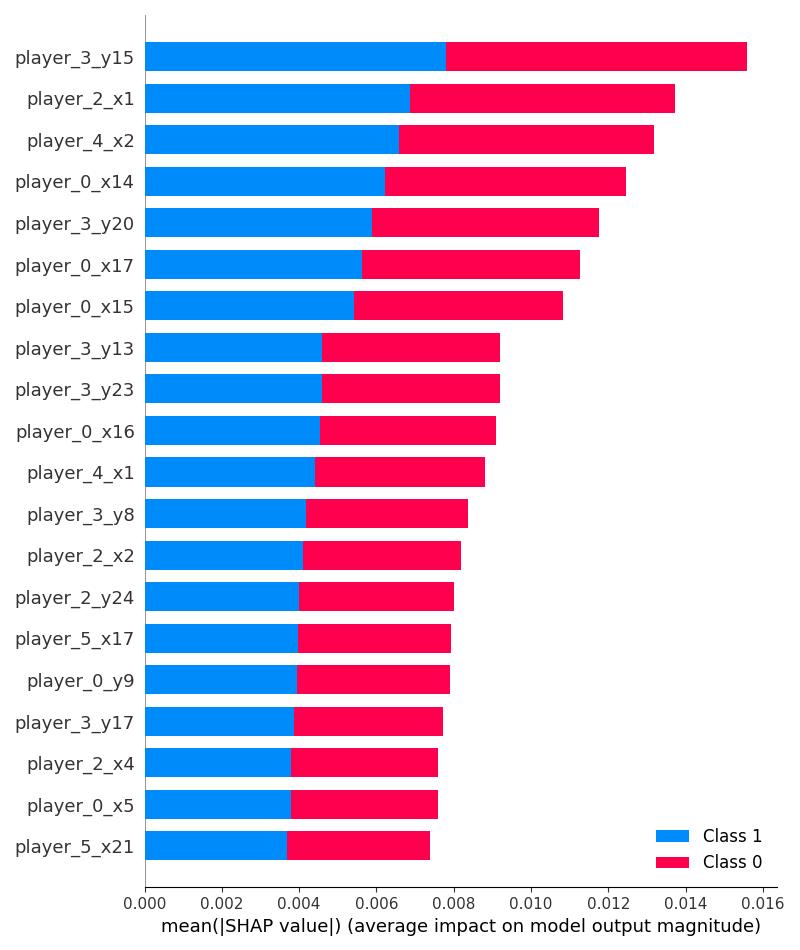 player_3_y15
player_2_x1
player_4_x2
player_0_x14
player_3_y20
player_0_x17
player_0_x15
player_3_y13
player_3_y23
player_0_x16
player_4_x1
player_3_y8
player_2_x2
player_2_y24
player_5_x17
player_0_y9
player_3_y17
player_2_x4
player_0_x5
player_5_x21
Class 1
Class 0
0.000 0.002 0.004 0.006 0.008 0.010 0.012 0.014 0.016
mean(|SHAP value|) (average impact on model output magnitude)